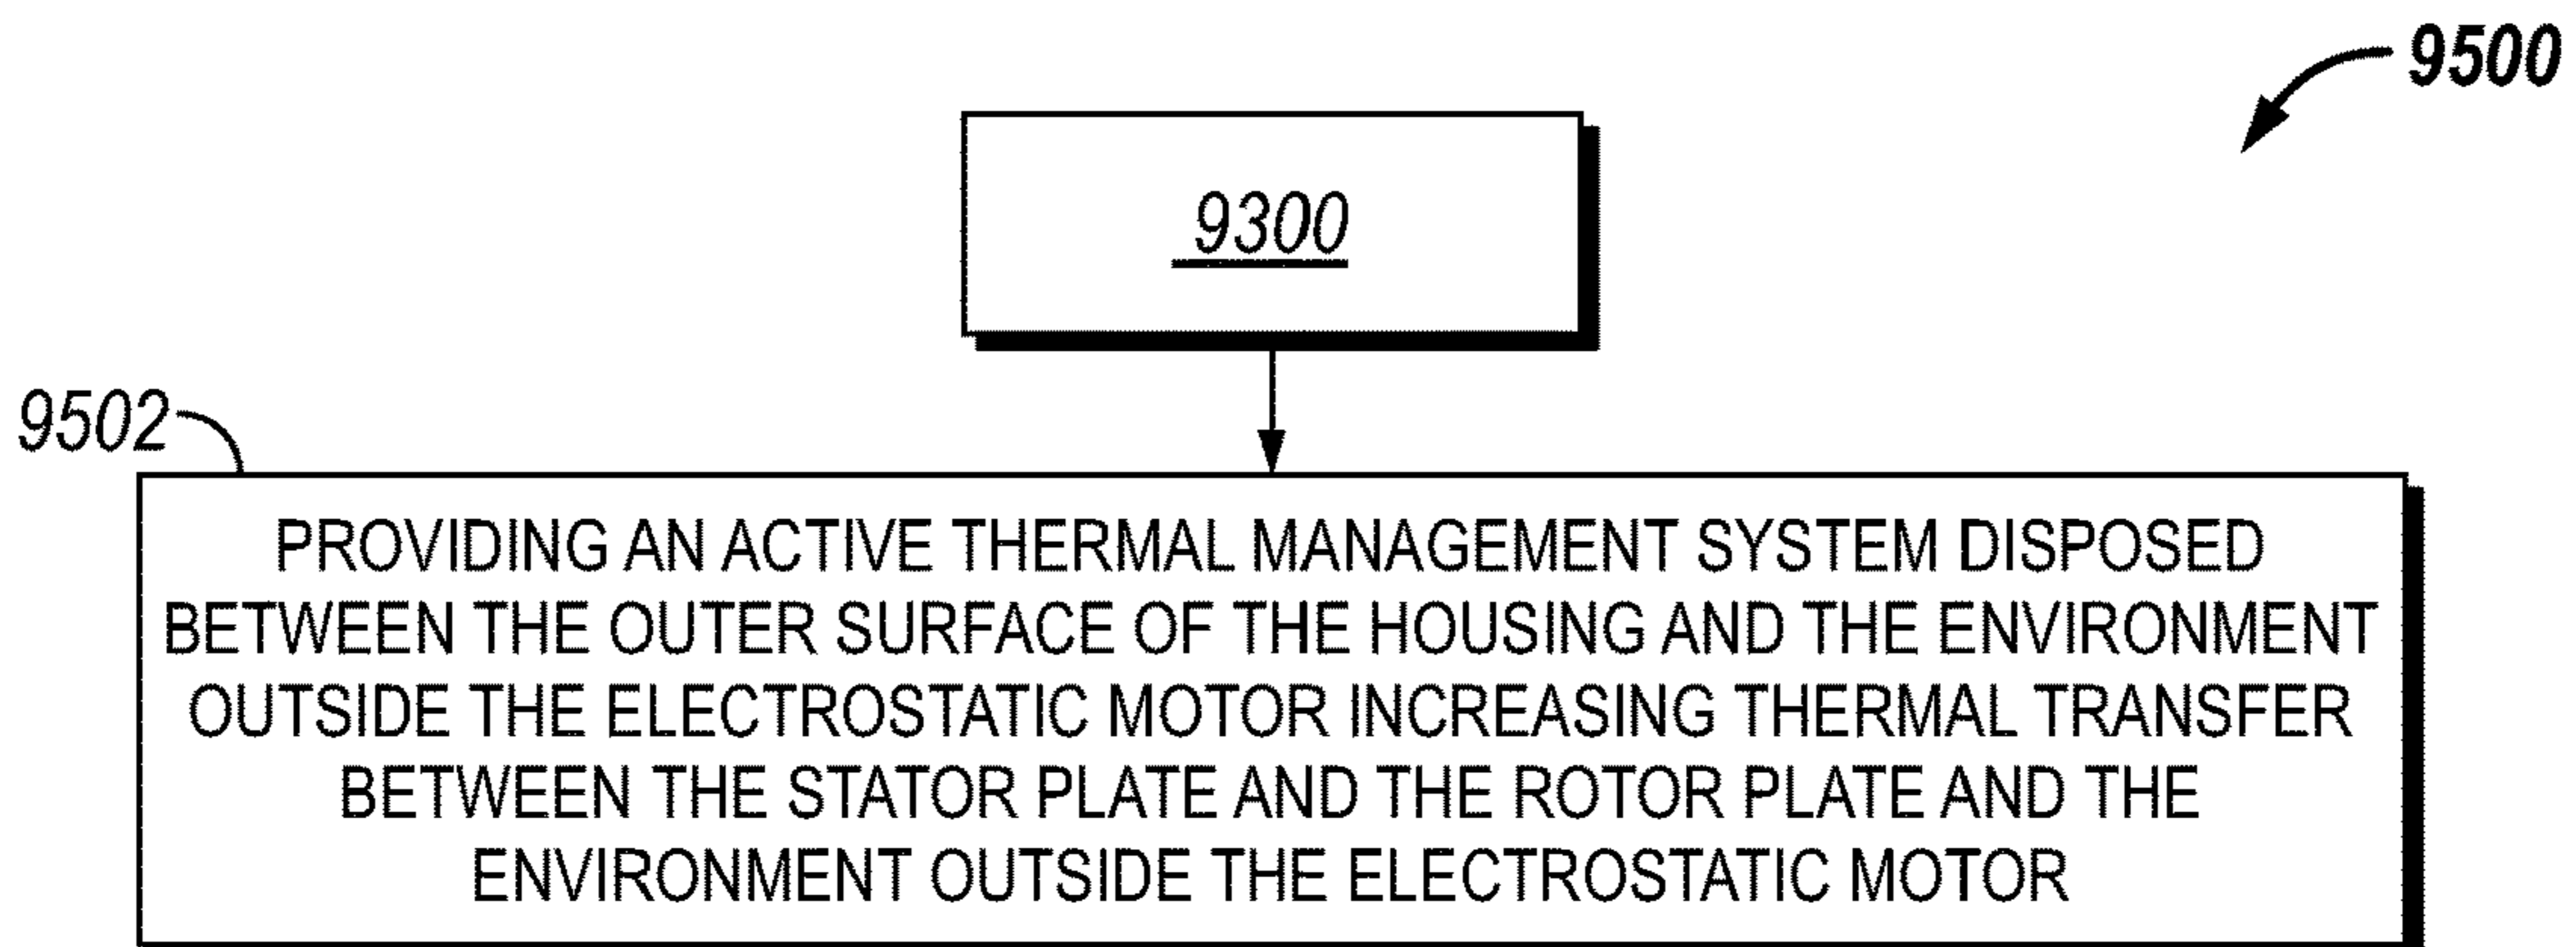 9500
9300
9502
PROVIDING AN ACTIVE THERMAL MANAGEMENT SYSTEM DISPOSED
BETWEEN THE OUTER SURFACE OF THE HOUSING AND THE ENVIRONMENT
OUTSIDE THE ELECTROSTATIC MOTOR INCREASING THERMAL TRANSFER
BETWEEN THE STATOR PLATE AND THE ROTOR PLATE AND THE
ENVIRONMENT OUTSIDE THE ELECTROSTATIC MOTOR